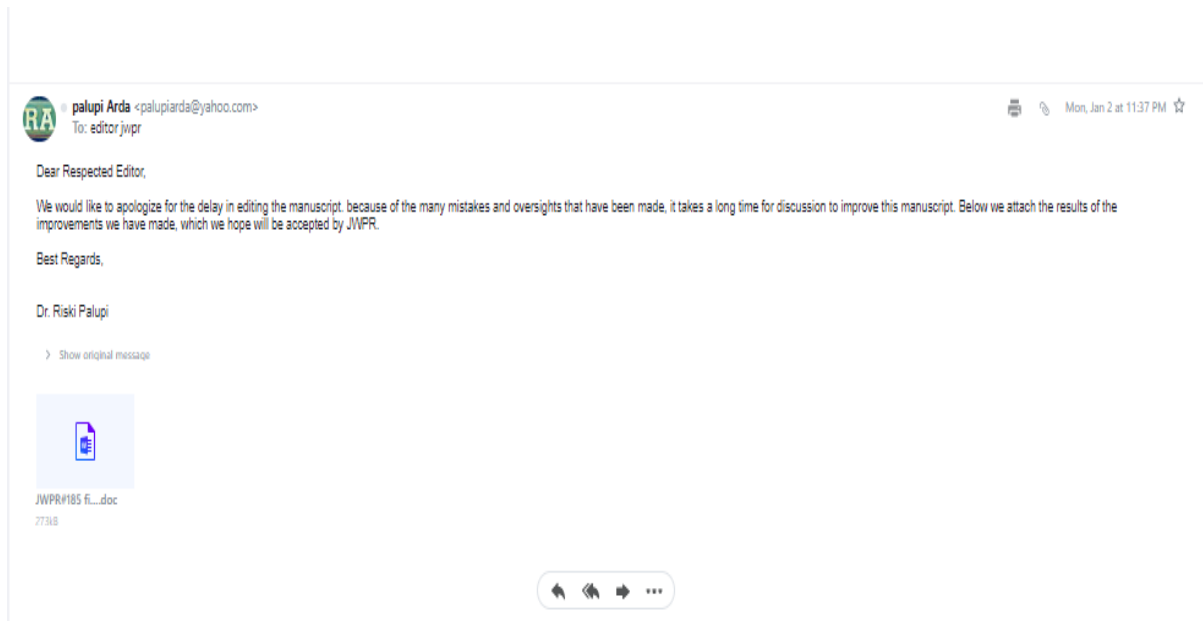 RA
palupi Arda <palupiarda@yahoo.com>
Mon, Jan 2 at 11:37 PM
To: editor jwpr
Dear Respected Editor,
We would like to apologize for the delay in editing the manuscript. because of the many mistakes and oversights that have been made, it takes a long time for discussion to improve this manuscript. Below we attach the results of the
improvements we have made, which we hope will be accepted by JWPR.
Best Regards,
Dr. Riski Palupi
Show original message
JWPR#185 fi....doc
273kB